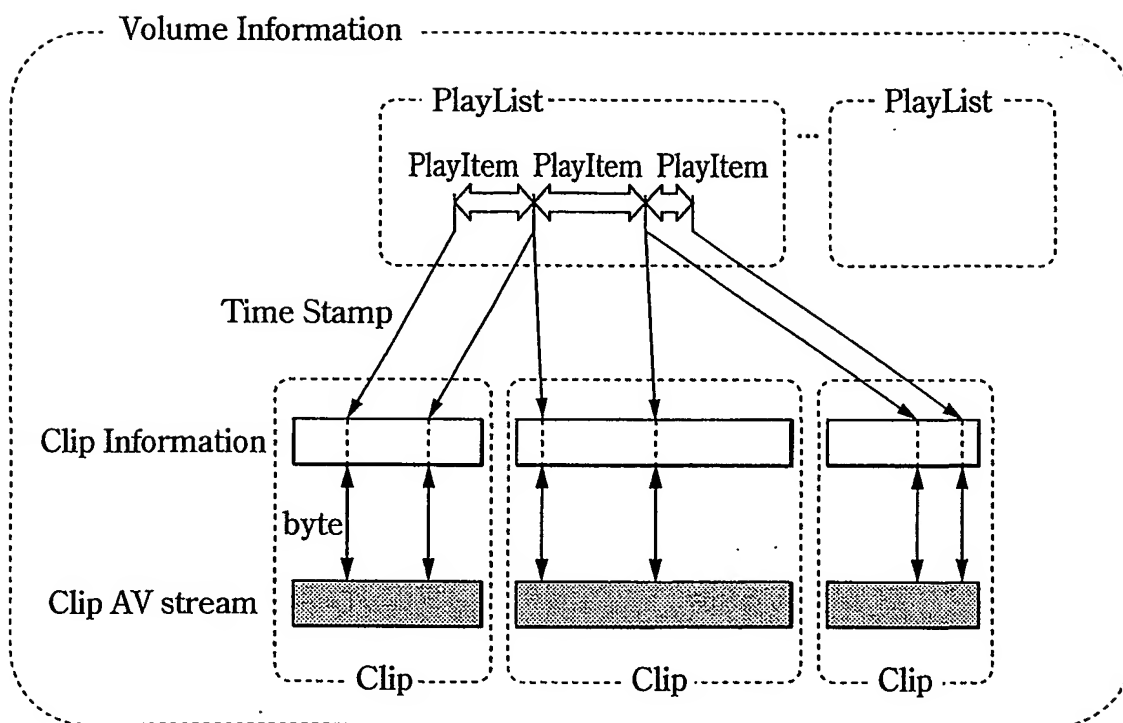 Volume Information
PlayList
...
PlayList
PlayItem PlayItem PlayItem
Time Stamp
Clip Information
byte
Clip AV stream
Clip
Clip
Clip